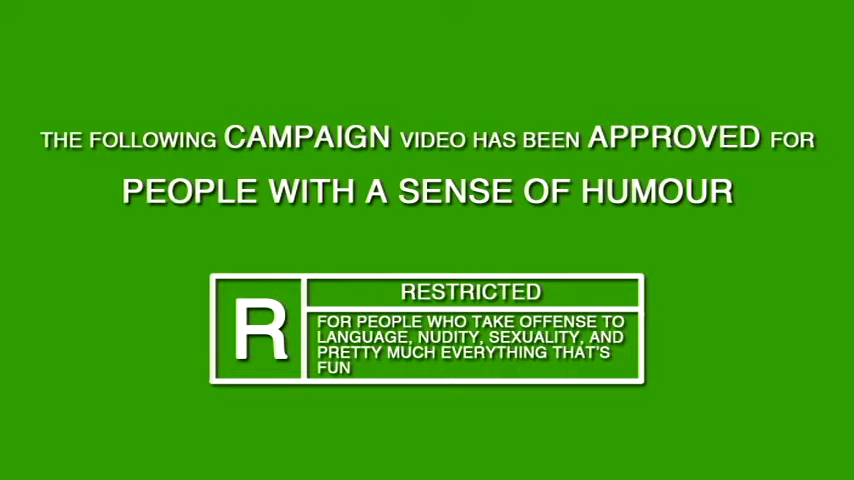 THE FOLLOWING CAMPAIGN VIDEO HAS BEEN APPROVED FOR
PEOPLE WITH A SENSE OF HUMOUR
R
RESTRICTED
FOR PEOPLE WHO TAKE OFFENSE TO
LANGUAGE, NUDITY, SEXUALITY, AND
PRETTY MUCH EVERYTHING THAT'S
FUN